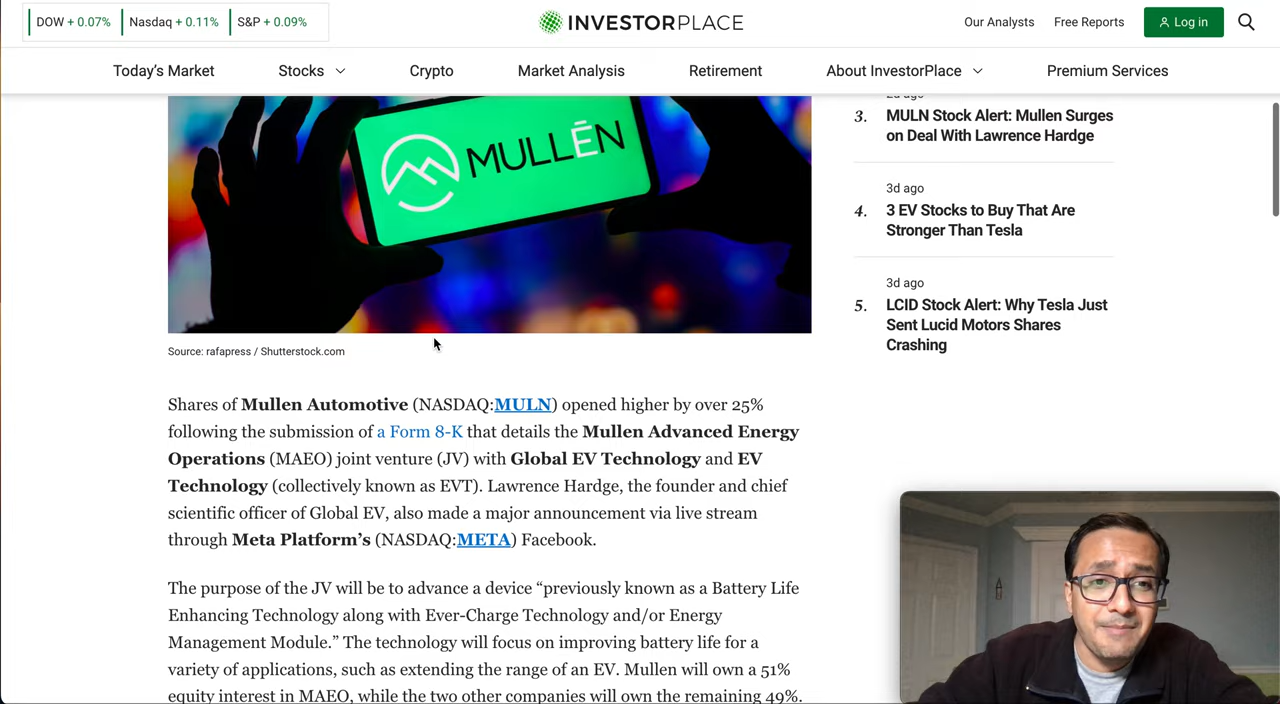 DOW + 0.07% Nasdaq + 0.11% S&P + 0.09%
INVESTORPLACE
Our Analysts Free Reports Log in
Today's Market Stocks Crypto Market Analysis Retirement About InvestorPlace Premium Services
MULLĒN
Source: rafapress / Shutterstock.com
Shares of Mullen Automotive (NASDAQ:MULN) opened higher by over 25%
following the submission of a Form 8-K that details the Mullen Advanced Energy
Operations (MAEO) joint venture (JV) with Global EV Technology and EV
Technology (collectively known as EVT). Lawrence Hardge, the founder and chief
scientific officer of Global EV, also made a major announcement via live stream
through Meta Platform's (NASDAQ:META) Facebook.
The purpose of the JV will be to advance a device “previously known as a Battery Life
Enhancing Technology along with Ever-Charge Technology and/or Energy
Management Module.” The technology will focus on improving battery life for a
variety of applications, such as extending the range of an EV. Mullen will own a 51%
equity interest in MAEO, while the two other companies will own the remaining 49%.
2d ago
3. MULN Stock Alert: Mullen Surges
on Deal With Lawrence Hardge
3d ago
4. 3 EV Stocks to Buy That Are
Stronger Than Tesla
3d ago
5. LCID Stock Alert: Why Tesla Just
Sent Lucid Motors Shares
Crashing